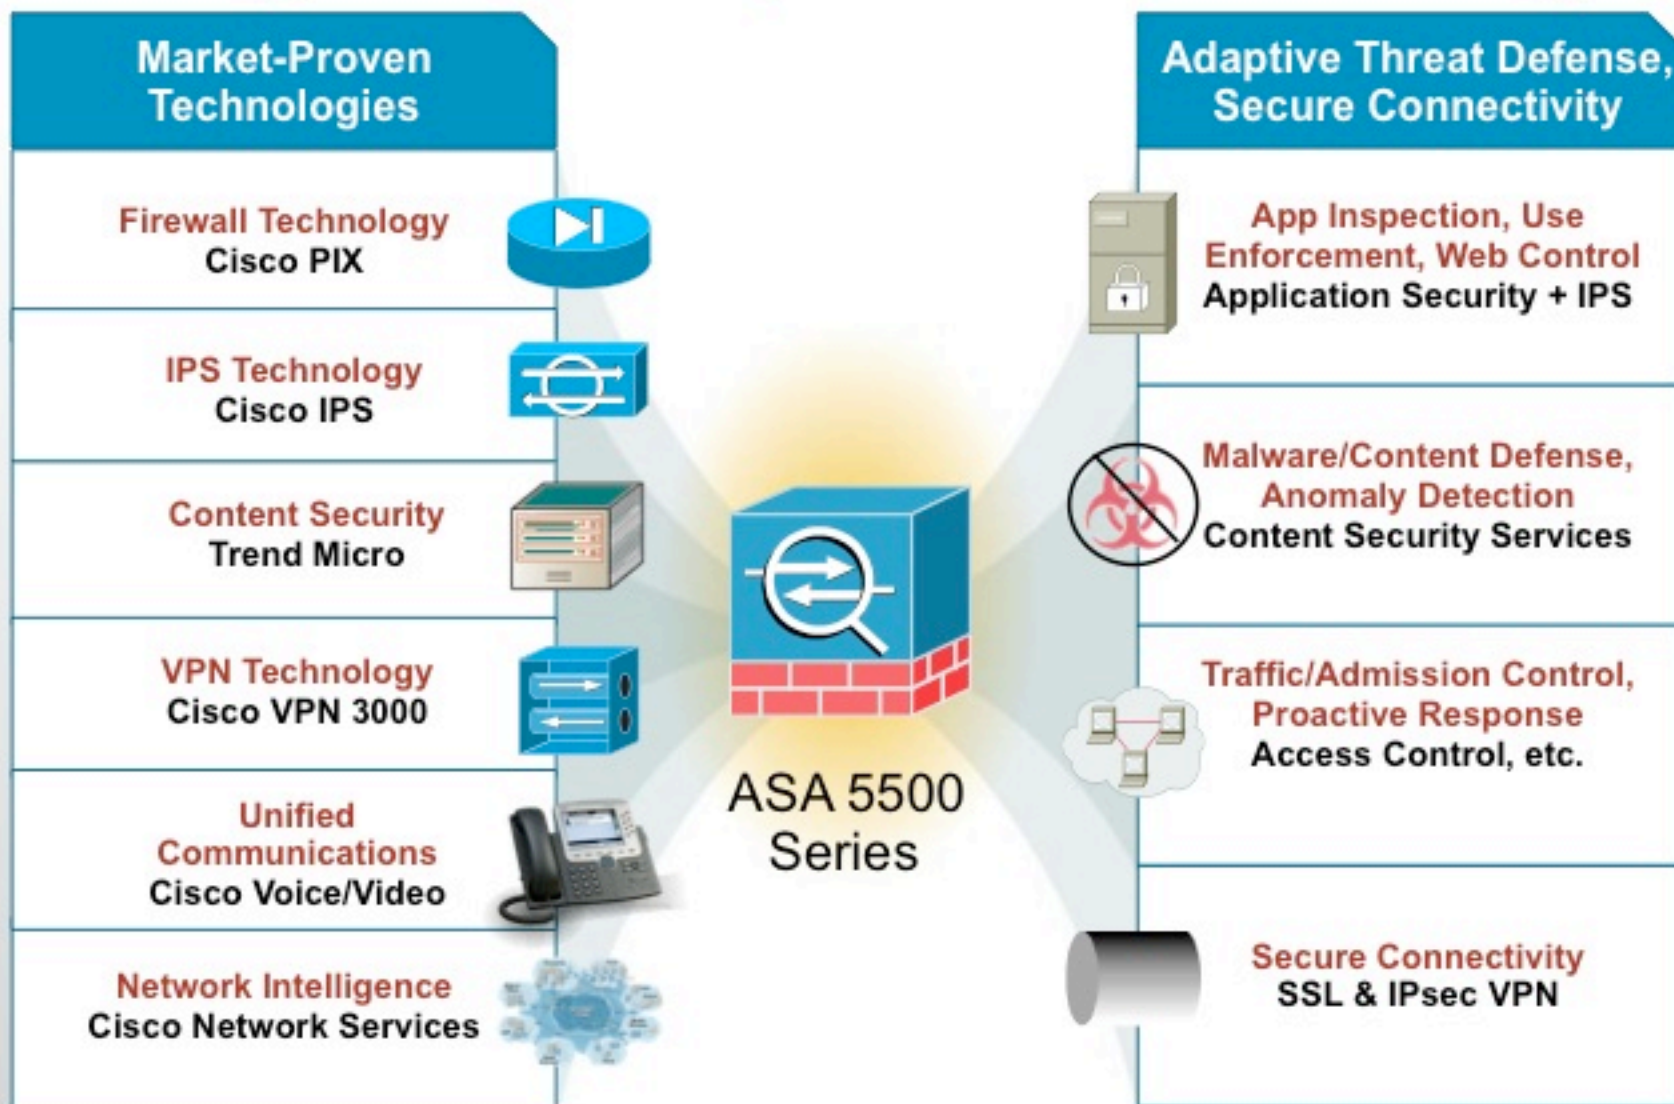 Market-Proven
Technologies
Firewall Technology
Cisco PIX
IPS Technology
Cisco IPS
Content Security
Trend Micro
VPN Technology
Cisco VPN 3000
Unified
Communications
Cisco Voice/Video
Network Intelligence
Cisco Network Services
ASA 5500
Series
Adaptive Threat Defense,
Secure Connectivity
App Inspection, Use
Enforcement, Web Control
Application Security + IPS
Malware/Content Defense,
Anomaly Detection
Content Security Services
Traffic/Admission Control,
Proactive Response
Access Control, etc.
Secure Connectivity
SSL & IPsec VPN